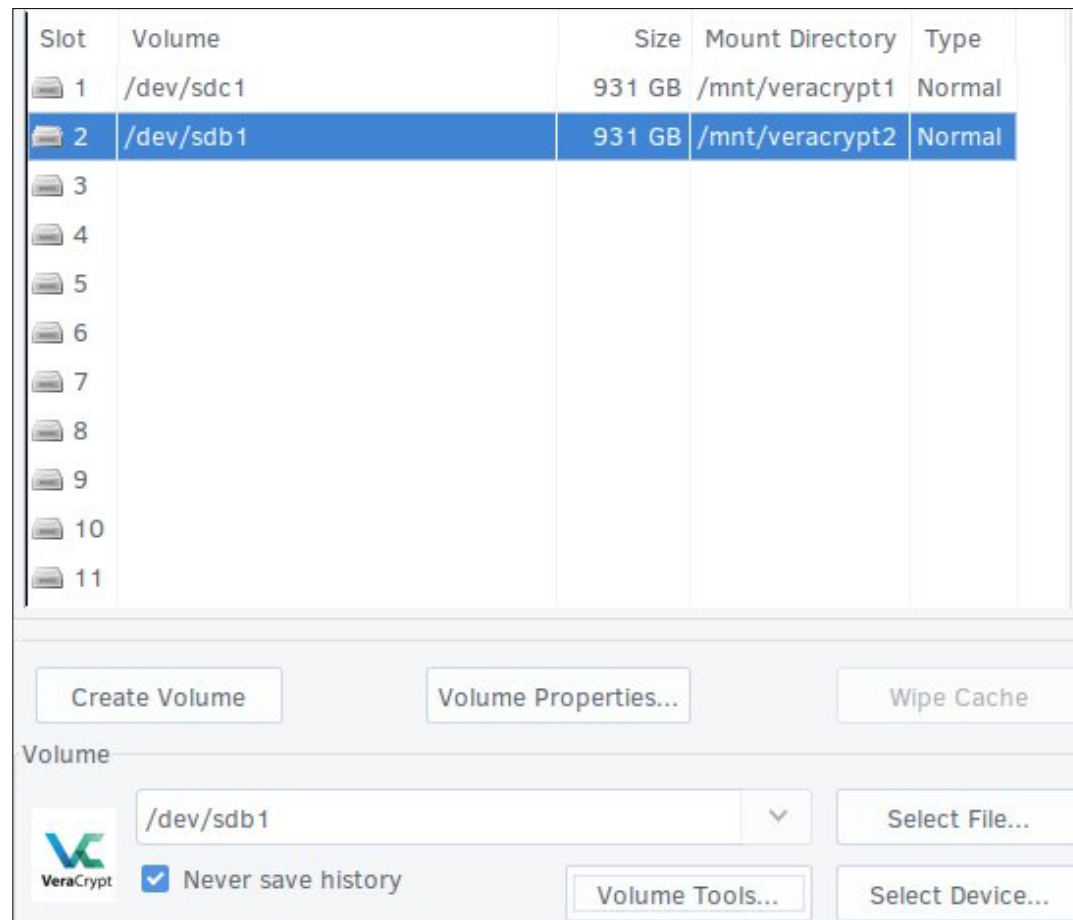 Slot Volume Size Mount Directory Type
1 /dev/sdc1 931 GB /mnt/veracrypt1 Normal
2 /dev/sdb1 931 GB /mnt/veracrypt2 Normal
3
4
5
6
7
8
9
10
11
Create Volume Volume Properties... Wipe Cache
Volume
/dev/sdb1 Select File...
VeraCrypt Never save history Volume Tools... Select Device...